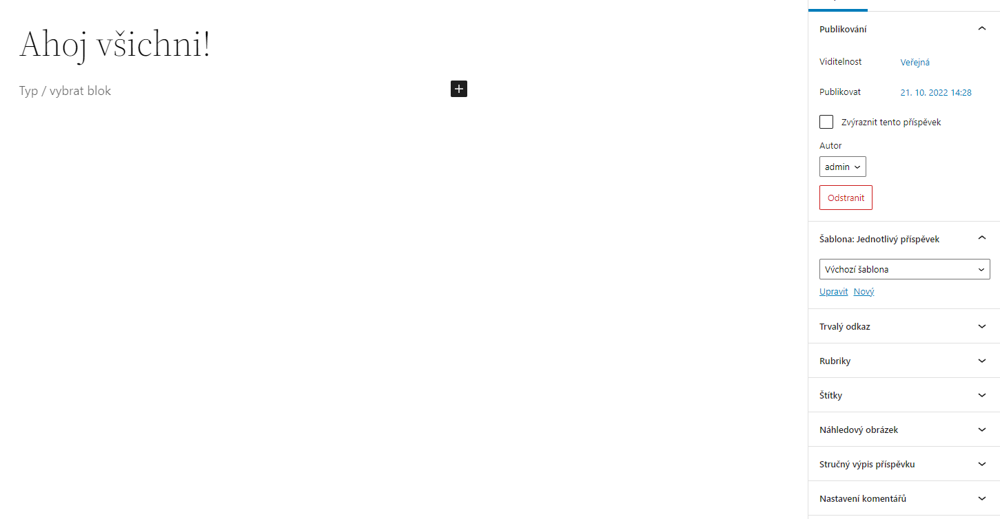 Ahoj všichni!
Typ / vybrat blok
Publikování
Viditelnost Veřejná
Publikovat 21. 10. 2022 14:28
Zvýraznit tento příspěvek
Autor
admin
Odstranit
Šablona: Jednotlivý příspěvek
Výchozí šablona
Upravit Nový
Trvalý odkaz
Rubriky
Štítky
Náhledový obrázek
Stručný výpis příspěvku
Nastavení komentářů